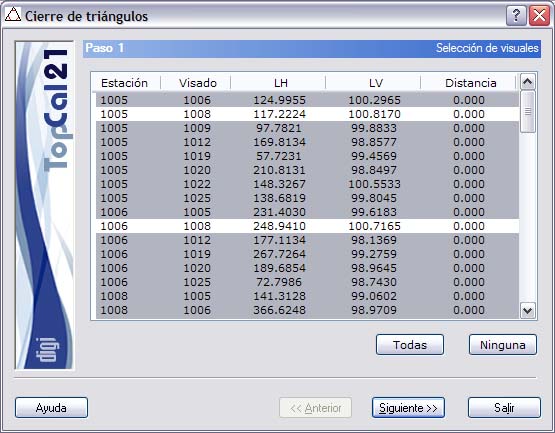 Cierre de triángulos
Paso 1 Selección de visuales
Estación Visado LH LV Distancia
1005 1006 124.9955 100.2965 0.000
1005 1008 117.2224 100.8170 0.000
1005 1009 97.7821 99.8833 0.000
1005 1012 169.8134 98.8577 0.000
1005 1019 57.7231 99.4569 0.000
1005 1020 210.8131 98.8497 0.000
1005 1022 148.3267 100.5533 0.000
1005 1025 138.6819 99.8045 0.000
1006 1005 231.4030 99.6183 0.000
1006 1008 248.9410 100.7165 0.000
1006 1012 177.1134 98.1369 0.000
1006 1019 267.7264 99.2759 0.000
1006 1020 189.6854 98.9645 0.000
1006 1025 72.7986 98.7430 0.000
1008 1005 141.3128 99.0602 0.000
1008 1006 366.6248 98.9709 0.000
TopCal 21
digi
Todas Ninguna
Ayuda << Anterior Siguiente >> Salir